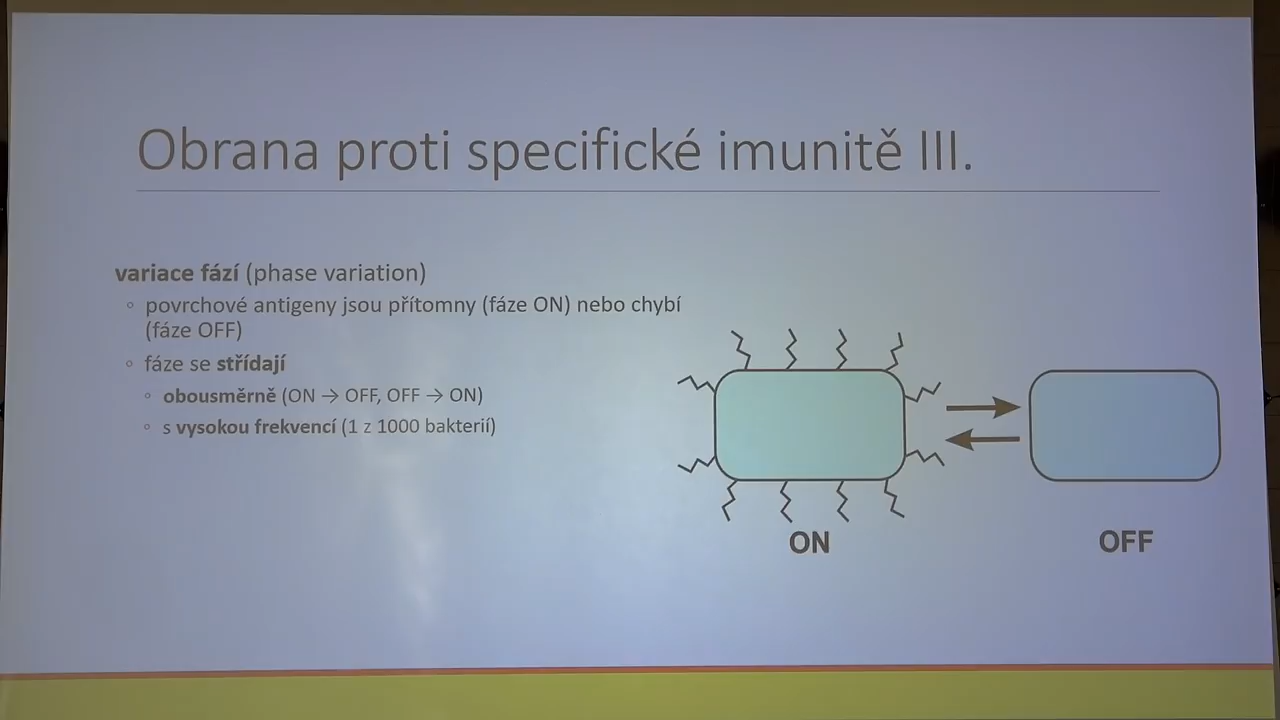 Obrana proti specifické imunitě III.
variace fází (phase variation)
◦ povrchové antigeny jsou přítomny (fáze ON) nebo chybí
(fáze OFF)
◦ fáze se střídají
◦ obousměrně (ON → OFF, OFF → ON)
◦ s vysokou frekvencí (1 z 1000 bakterií)
ON
OFF